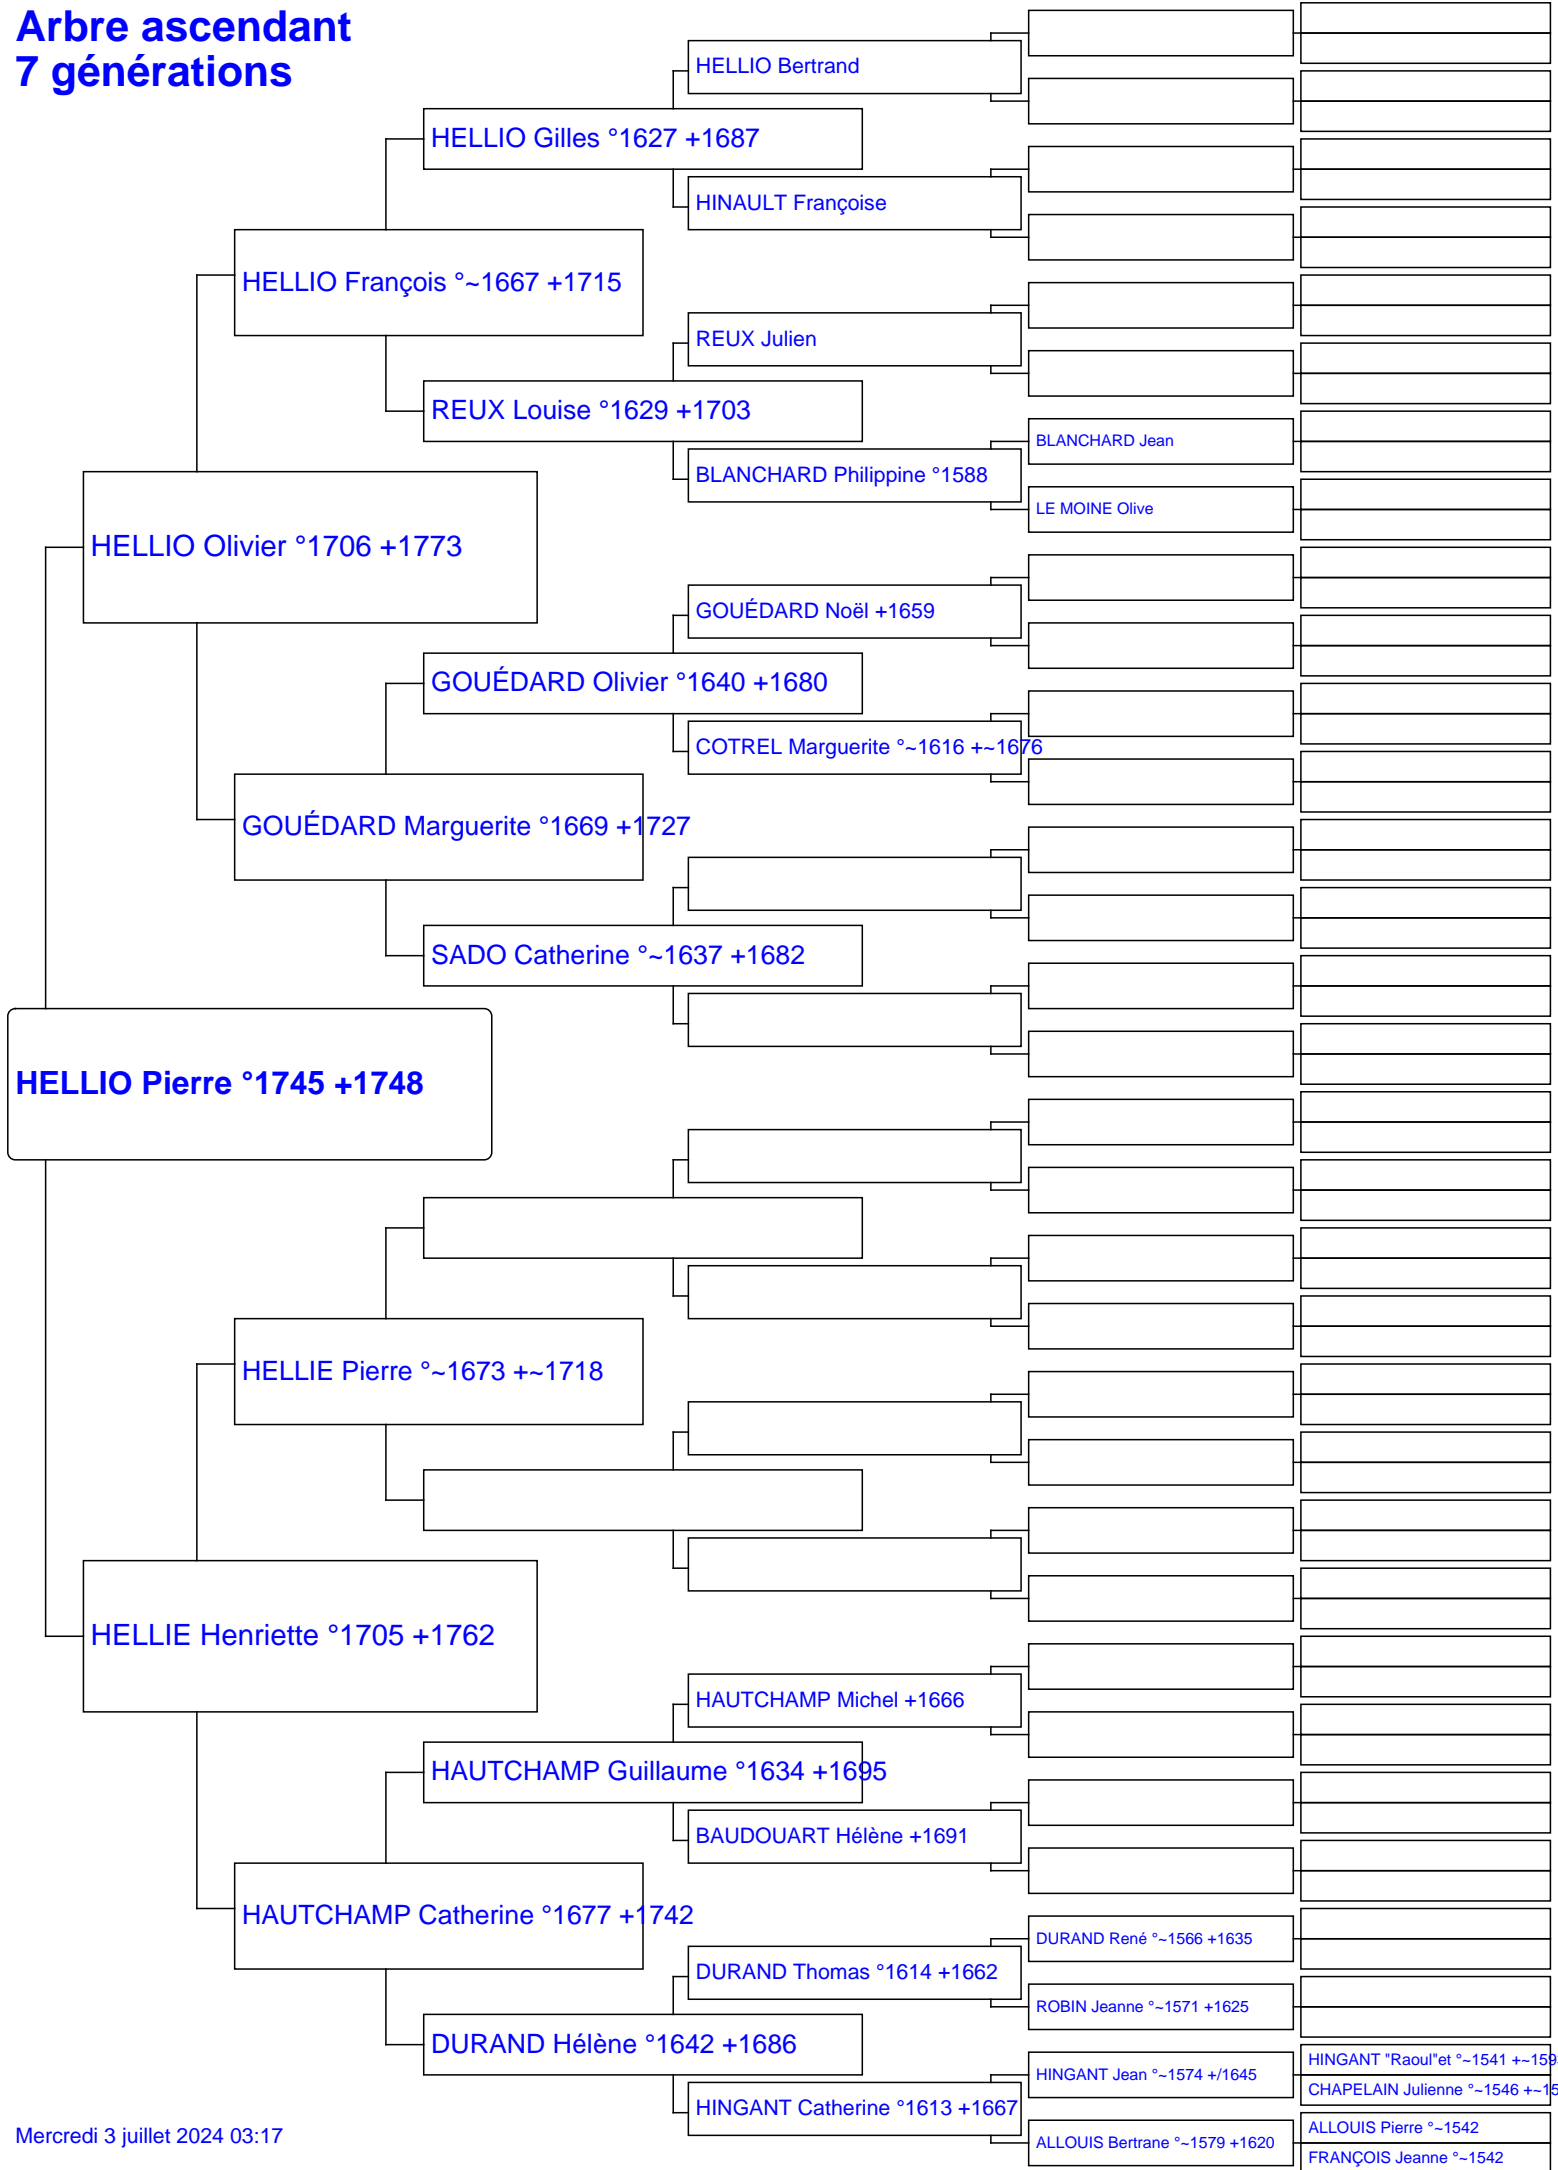 Arbre ascendant
7 générations
HELLIO Bertrand
HELLIO Gilles °1627 +1687
HINAULT Françoise
HELLIO François °~1667 +1715
REUX Julien
REUX Louise °1629 +1703
BLANCHARD Jean
BLANCHARD Philippine °1588
LE MOINE Olive
HELLIO Olivier °1706 +1773
GOUÉDARD Noël +1659
GOUÉDARD Olivier °1640 +1680
COTREL Marguerite °~1616 +~1676
GOUÉDARD Marguerite °1669 +1727
SADO Catherine °~1637 +1682
HELLIO Pierre °1745 +1748
HELLIE Pierre °~1673 +~1718
HELLIE Henriette °1705 +1762
HAUTCHAMP Michel +1666
HAUTCHAMP Guillaume °1634 +1695
BAUDOUART Hélène +1691
HAUTCHAMP Catherine °1677 +1742
DURAND René °~1566 +1635
DURAND Thomas °1614 +1662
ROBIN Jeanne °~1571 +1625
DURAND Hélène °1642 +1686
HINGANT "Raoul"et °~1541 +~159
HINGANT Jean °~1574 +/1645
CHAPELAIN Julienne °~1546 +~15
HINGANT Catherine °1613 +1667
ALLOUIS Pierre °~1542
ALLOUIS Bertrane °~1579 +1620
FRANÇOIS Jeanne °~1542
Mercredi 3 juillet 2024 03:17